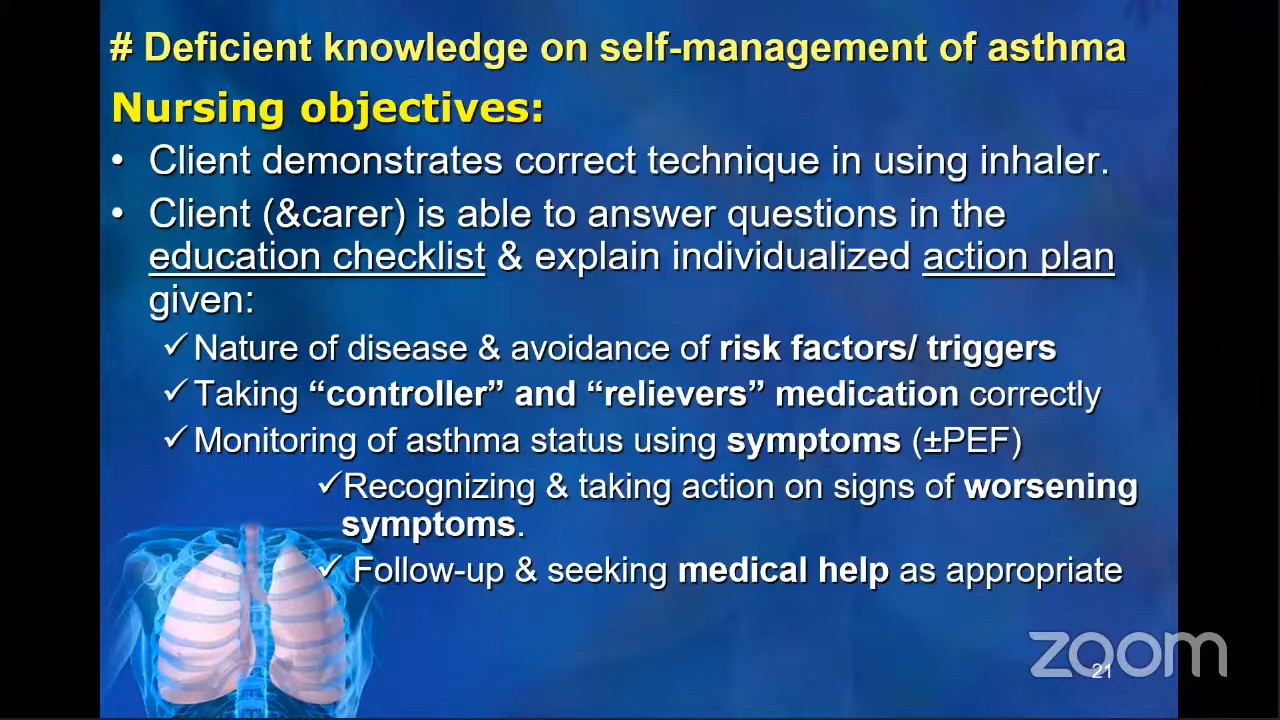 # Deficient knowledge on self-management of asthma
Nursing objectives:
• Client demonstrates correct technique in using inhaler.
• Client (&carer) is able to answer questions in the
education checklist & explain individualized action plan
given:
✓Nature of disease & avoidance of risk factors/ triggers
✓Taking “controller” and “relievers” medication correctly
✓Monitoring of asthma status using symptoms (±PEF)
✓Recognizing & taking action on signs of worsening
symptoms.
✓ Follow-up & seeking medical help as appropriate
zoom
21